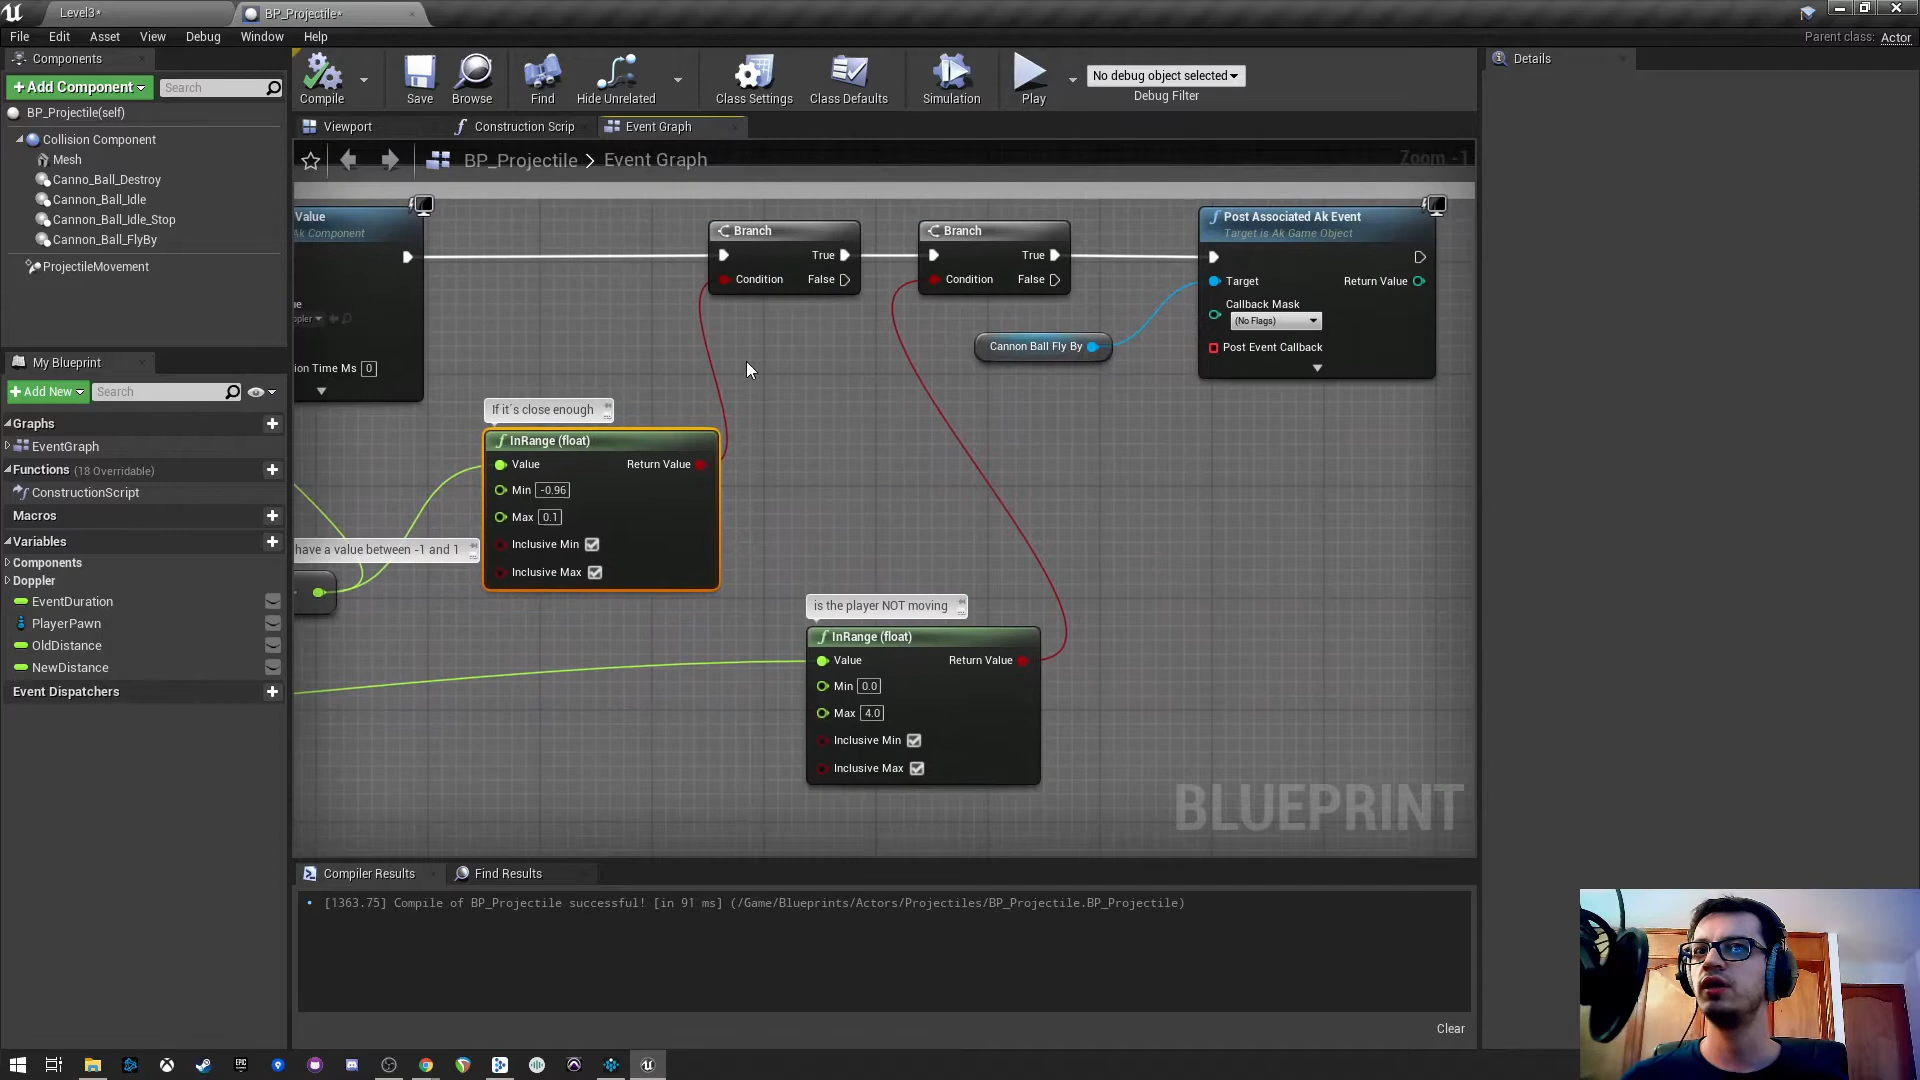 Level3*
BP_Projectile*
File Edit Asset View Debug Window Help
Parent class: Actor
Components
+Add Component
Search
BP_Projectile(self)
Collision Component
Mesh
Canno_Ball_Destroy
Cannon_Ball_Idle
Cannon_Ball_Idle_Stop
Cannon_Ball_FlyBy
ProjectileMovement
My Blueprint
+Add New
Search
Graphs
EventGraph
Functions (18 Overridable)
ConstructionScript
Macros
Variables
Components
Doppler
EventDuration
PlayerPawn
OldDistance
NewDistance
Event Dispatchers
Compile
Save
Browse
Find
Hide Unrelated
Class Settings
Class Defaults
Simulation
Play
No debug object selected
Debug Filter
Viewport
Construction Scrip
Event Graph
BP_Projectile > Event Graph
Zoom -1
Value
Ak Component
ne
ppler
ion Time Ms 0
Branch
True
Condition False
Branch
True
Condition False
Post Associated Ak Event
Target is Ak Game Object
Target Return Value
Callback Mask
(No Flags)
Post Event Callback
Cannon Ball Fly By
If it´s close enough
InRange (float)
Value Return Value
Min -0.96
Max 0.1
Inclusive Min
Inclusive Max
have a value between -1 and 1
is the player NOT moving
InRange (float)
Value Return Value
Min 0.0
Max 4.0
Inclusive Min
Inclusive Max
BLUEPRINT
Compiler Results
Find Results
[1363.75] Compile of BP_Projectile successful! [in 91 ms] (/Game/Blueprints/Actors/Projectiles/BP_Projectile.BP_Projectile)
Clear
Details
EPIC